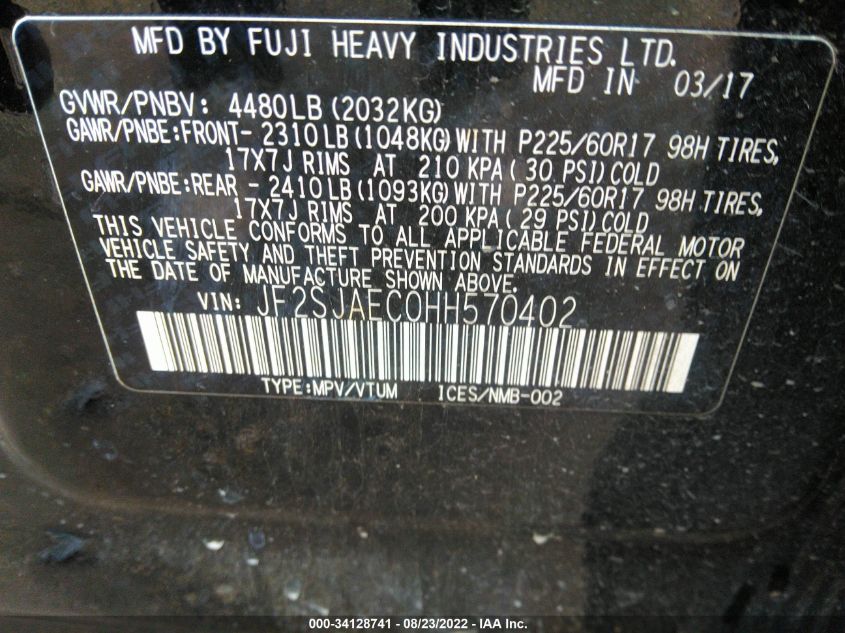 MFD BY FUJI HEAVY INDUSTRIES LTD.
MFD IN 03/17
GVWR/PNBV: 4480LB (2032KG)
GAWR/PNBE:FRONT- 2310LB (1048KG) WITH P225/60R17 98H TIRES,
17X7J RIMS AT 210 KPA ( 30 PSI) COLD
GAWR/PNBE:REAR - 2410LB (1093KG) WITH P225/60R17 98H TIRES,
17X7J RIMS AT 200 KPA ( 29 PSI) COLD
THIS VEHICLE CONFORMS TO ALL APPLICABLE FEDERAL MOTOR
VEHICLE SAFETY AND THEFT PREVENTION STANDARDS IN EFFECT ON
THE DATE OF MANUFACTURE SHOWN ABOVE.
VIN: JF2SJAEC0HH570402
TYPE:MPV/VTUM ICES/NMB-002
000-34128741 - 08/23/2022 - IAA Inc.